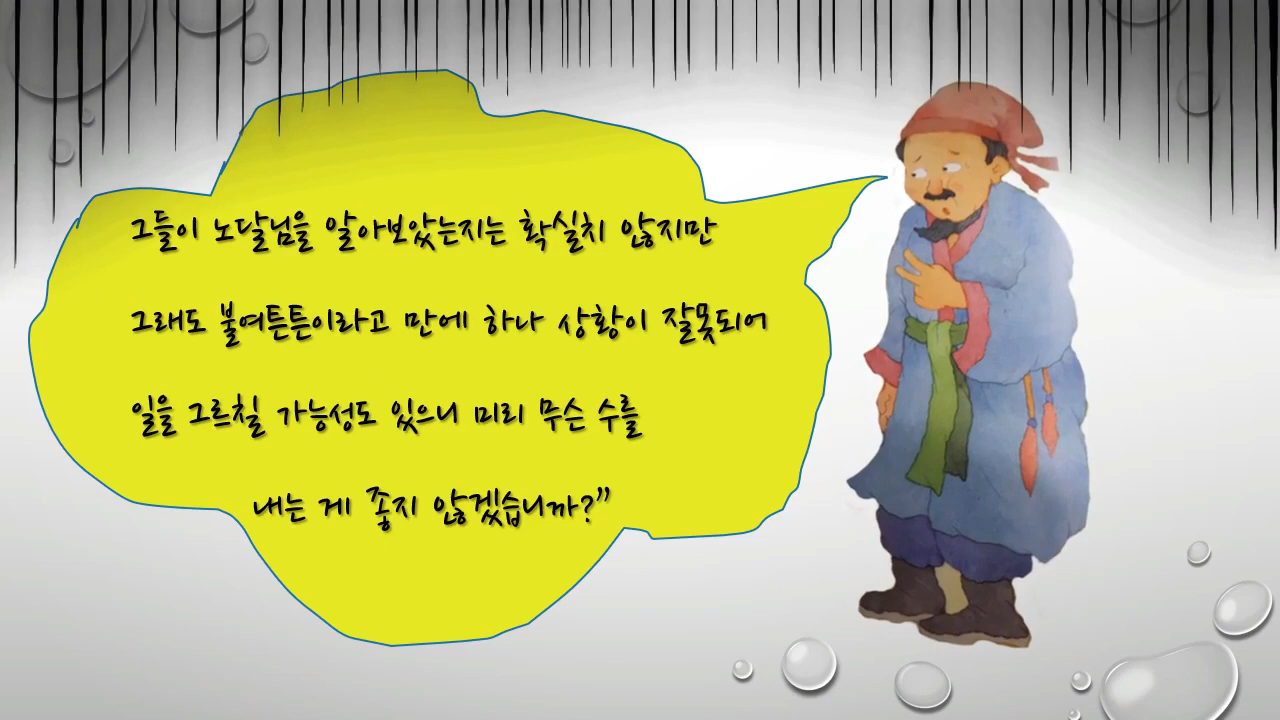 그들이 노달님을 알아보았는지는 확실치 않지만
그래도 불여튼튼이라고 만에 하나 상황이 잘못되어
일을 그르칠 가능성도 있으니 미리 무슨 수를
내는 게 좋지 않겠습니까?”